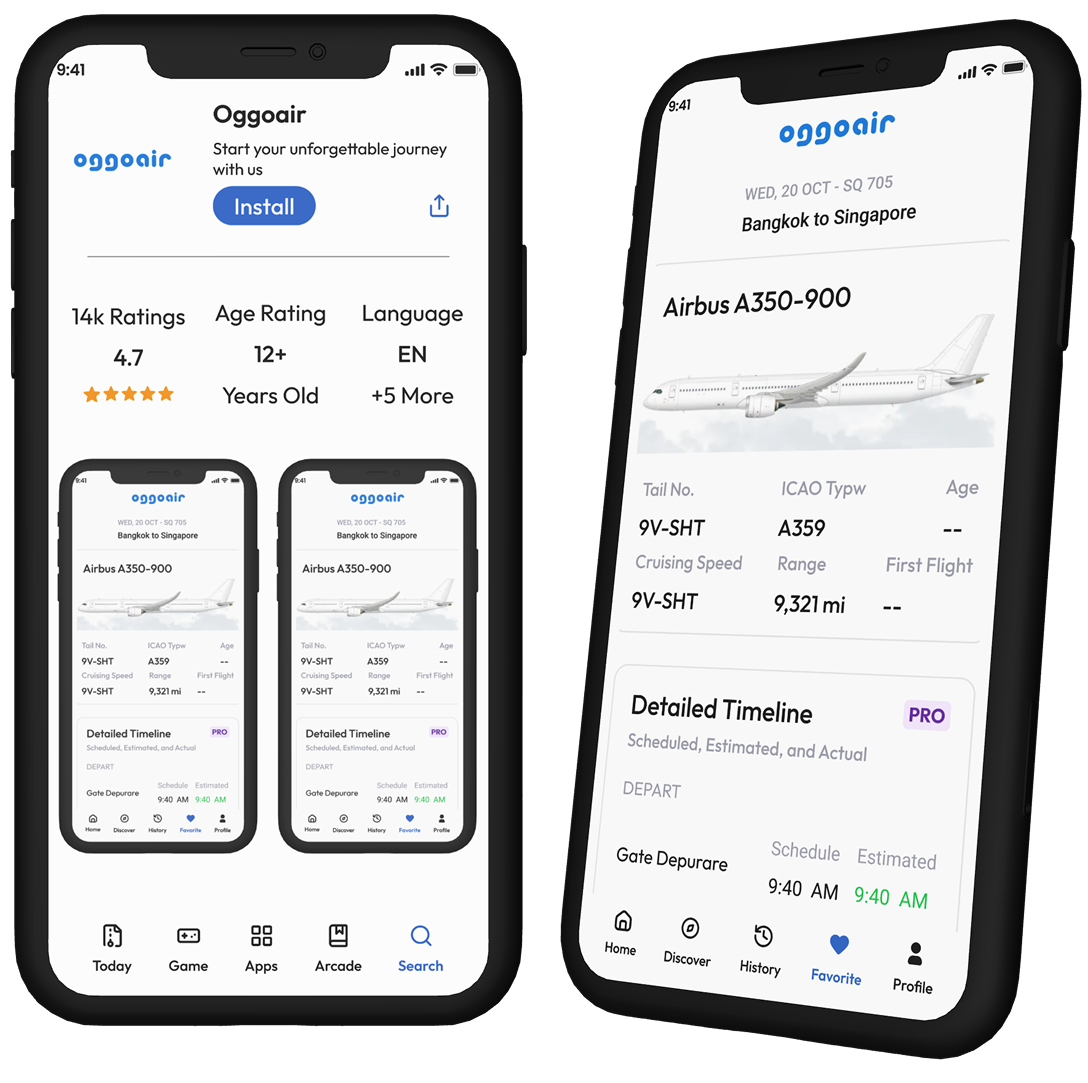 9:41
Oggoair
oggoair
Start your unforgettable journey
with us
Install
14k Ratings Age Rating Language
4.7 12+ EN
Years Old +5 More
9:41
oggoair
WED, 20 OCT - SQ 705
Bangkok to Singapore
Airbus A350-900
Tail No. ICAO Typw Age
9V-SHT A359 --
Cruising Speed Range First Flight
9V-SHT 9,321 mi --
Detailed Timeline PRO
Scheduled, Estimated, and Actual
DEPART
Schedule Estimated
Gate Depurare 9:40 AM 9:40 AM
Home Discover History Favorite Profile
9:41
oggoair
WED, 20 OCT - SQ 705
Bangkok to Singapore
Airbus A350-900
Tail No. ICAO Typw Age
9V-SHT A359 --
Cruising Speed Range First Flight
9V-SHT 9,321 mi --
Detailed Timeline PRO
Scheduled, Estimated, and Actual
DEPART
Schedule Estimated
Gate Depurare 9:40 AM 9:40 AM
Home Discover History Favorite Profile
Today Game Apps Arcade Search
9:41
oggoair
WED, 20 OCT - SQ 705
Bangkok to Singapore
Airbus A350-900
Tail No. ICAO Typw Age
9V-SHT A359 --
Cruising Speed Range First Flight
9V-SHT 9,321 mi --
Detailed Timeline PRO
Scheduled, Estimated, and Actual
DEPART
Schedule Estimated
Gate Depurare 9:40 AM 9:40 AM
Home Discover History Favorite Profile